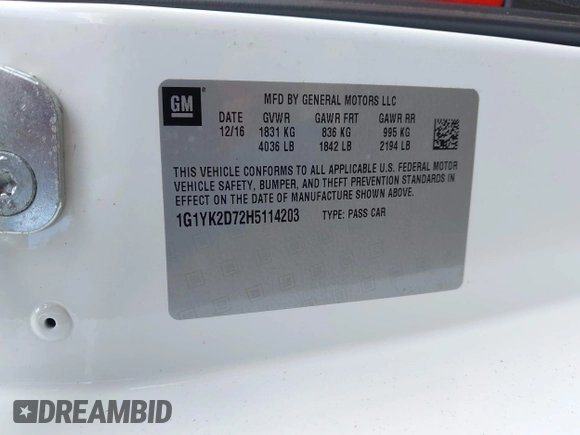 GM
MFD BY GENERAL MOTORS LLC
DATE GVWR GAWR FRT GAWR RR
12/16 1831 KG 836 KG 995 KG
4036 LB 1842 LB 2194 LB
THIS VEHICLE CONFORMS TO ALL APPLICABLE U.S. FEDERAL MOTOR
VEHICLE SAFETY, BUMPER, AND THEFT PREVENTION STANDARDS IN
EFFECT ON THE DATE OF MANUFACTURE SHOWN ABOVE.
1G1YK2D72H5114203 TYPE: PASS CAR
DREAMBID